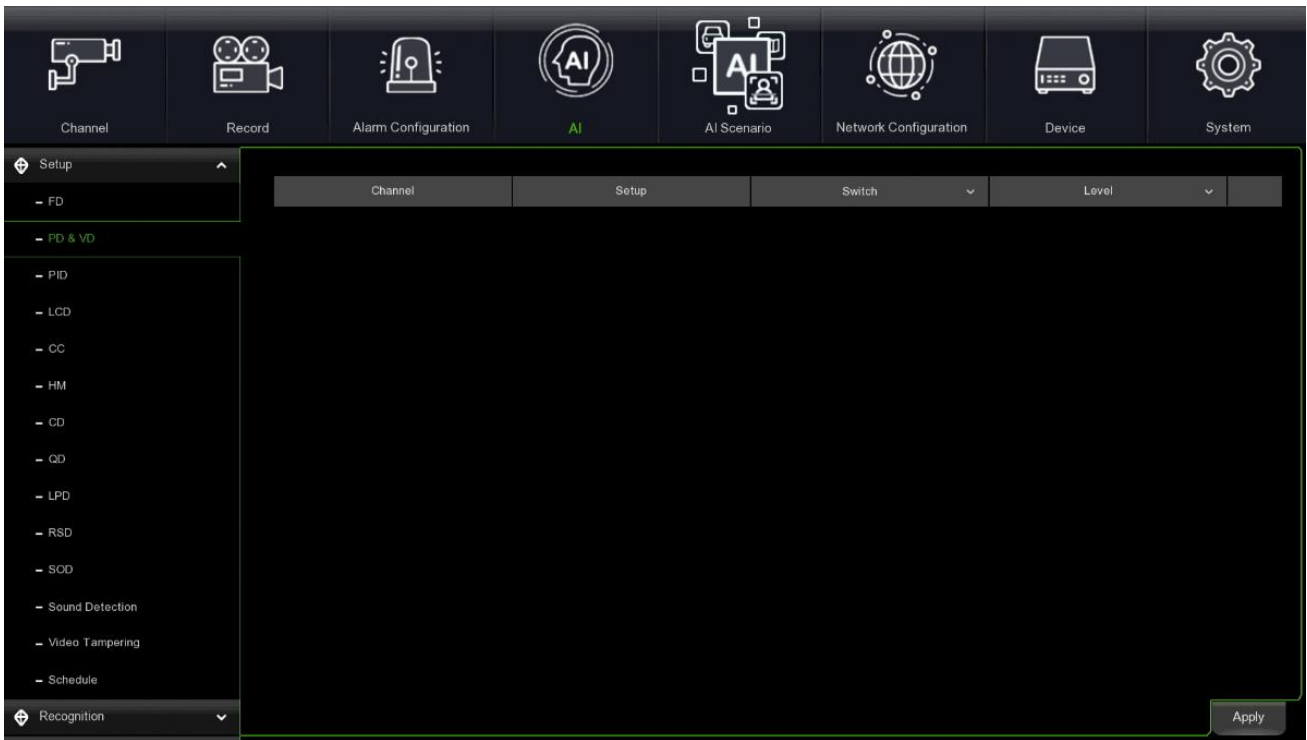 AI
AI
Channel Record Alarm Configuration AI AI Scenario Network Configuration Device System
Setup
Channel Setup Switch Level
– FD
– PD & VD
– PID
– LCD
– CC
– HM
– CD
– QD
– LPD
– RSD
– SOD
– Sound Detection
– Video Tampering
– Schedule
Recognition
Apply